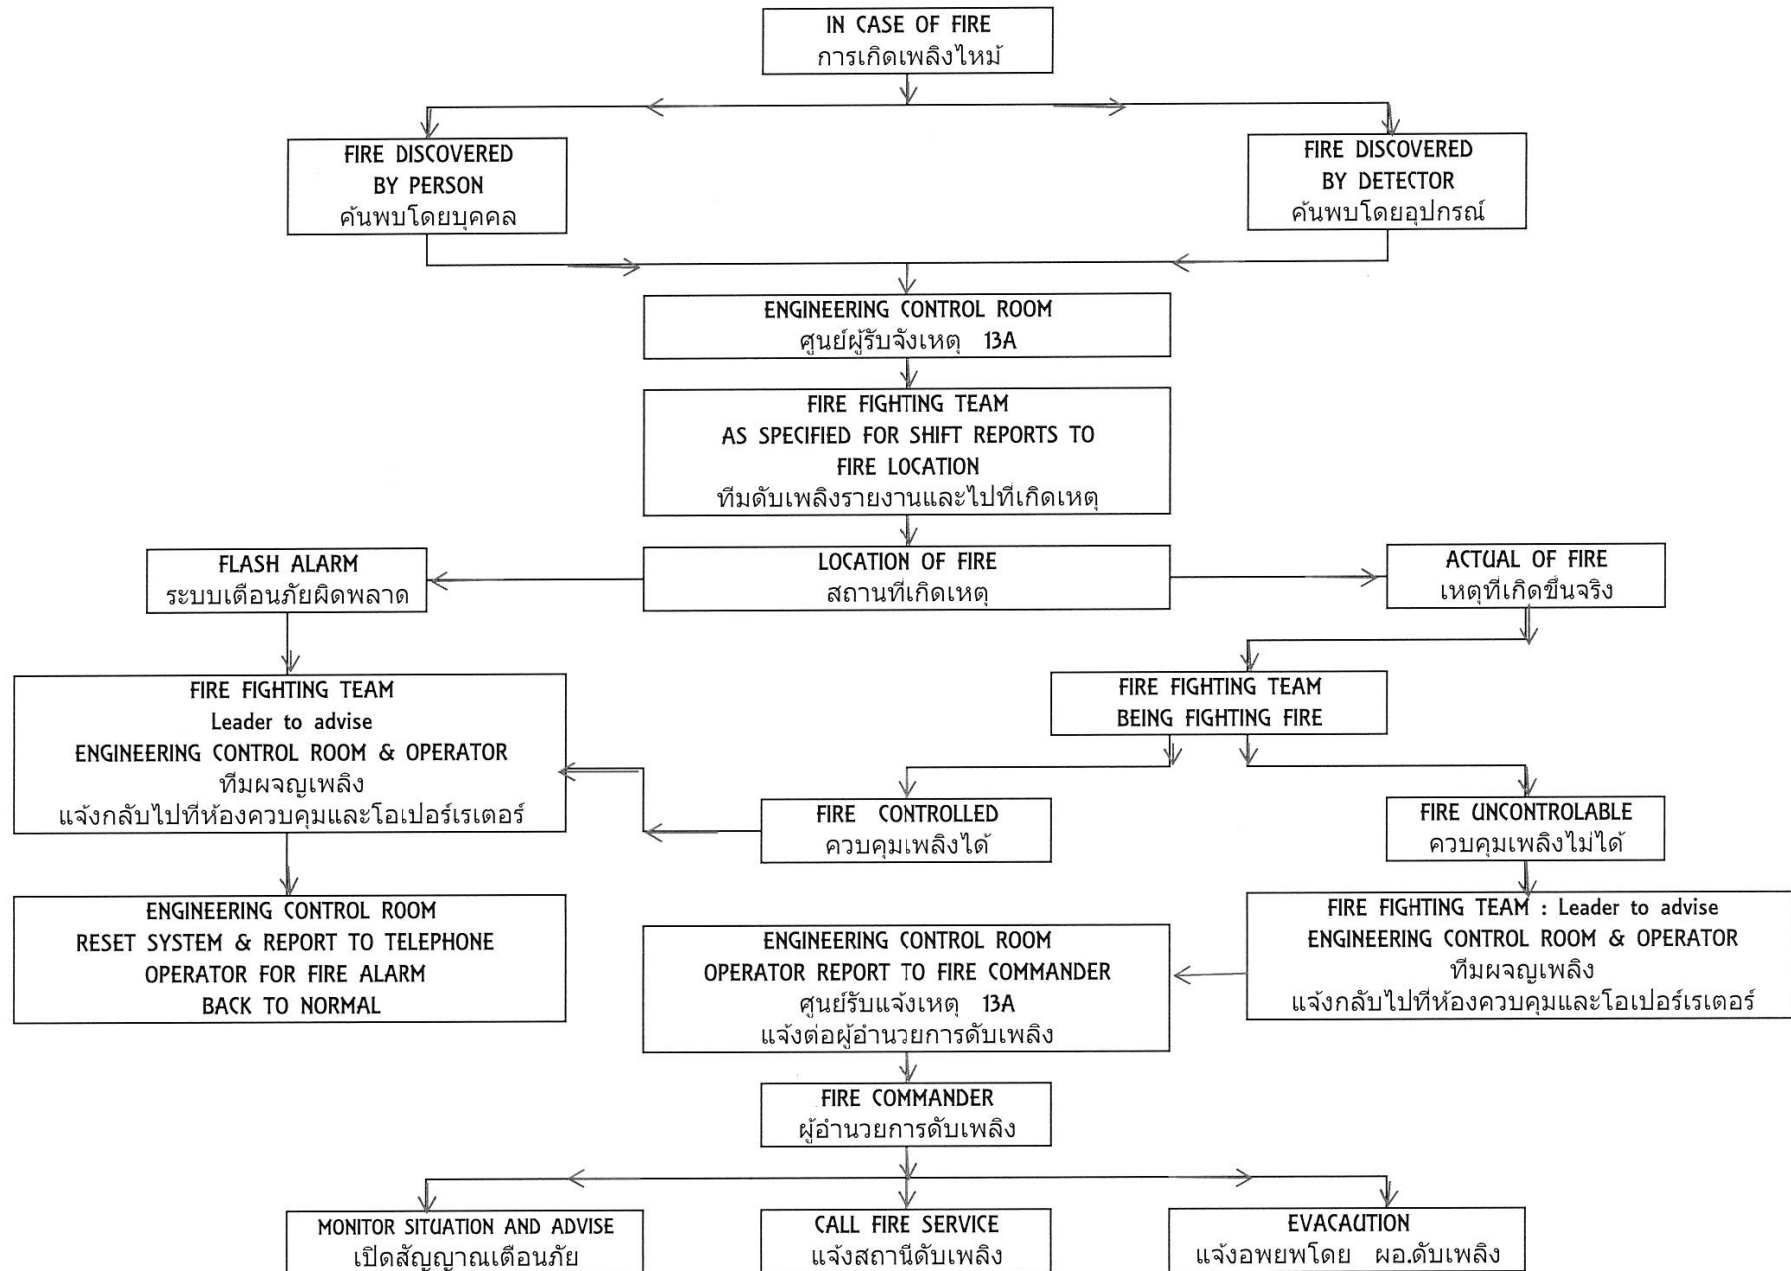 IN CASE OF FIRE
การเกิดเพลิงไหม้
FIRE DISCOVERED
BY PERSON
ค้นพบโดยบุคคล
FIRE DISCOVERED
BY DETECTOR
ค้นพบโดยอุปกรณ์
ENGINEERING CONTROL ROOM
ศูนย์ผู้รับจังเหตุ 13A
FIRE FIGHTING TEAM
AS SPECIFIED FOR SHIFT REPORTS TO
FIRE LOCATION
ทีมดับเพลิงรายงานและไปที่เกิดเหตุ
FLASH ALARM
ระบบเตือนภัยผิดพลาด
LOCATION OF FIRE
สถานที่เกิดเหตุ
ACTUAL OF FIRE
เหตุที่เกิดขึ้นจริง
FIRE FIGHTING TEAM
Leader to advise
ENGINEERING CONTROL ROOM & OPERATOR
ทีมผจญเพลิง
แจ้งกลับไปที่ห้องควบคุมและโอเปอร์เรเตอร์
FIRE FIGHTING TEAM
BEING FIGHTING FIRE
FIRE CONTROLLED
ควบคุมเพลิงได้
FIRE UNCONTROLABLE
ควบคุมเพลิงไม่ได้
ENGINEERING CONTROL ROOM
RESET SYSTEM & REPORT TO TELEPHONE
OPERATOR FOR FIRE ALARM
BACK TO NORMAL
ENGINEERING CONTROL ROOM
OPERATOR REPORT TO FIRE COMMANDER
ศูนย์รับแจ้งเหตุ 13A
แจ้งต่อผู้อำนวยการดับเพลิง
FIRE FIGHTING TEAM : Leader to advise
ENGINEERING CONTROL ROOM & OPERATOR
ทีมผจญเพลิง
แจ้งกลับไปที่ห้องควบคุมและโอเปอร์เรเตอร์
FIRE COMMANDER
ผู้อำนวยการดับเพลิง
MONITOR SITUATION AND ADVISE
เปิดสัญญาณเตือนภัย
CALL FIRE SERVICE
แจ้งสถานีดับเพลิง
EVACAUTION
แจ้งอพยพโดย ผอ.ดับเพลิง